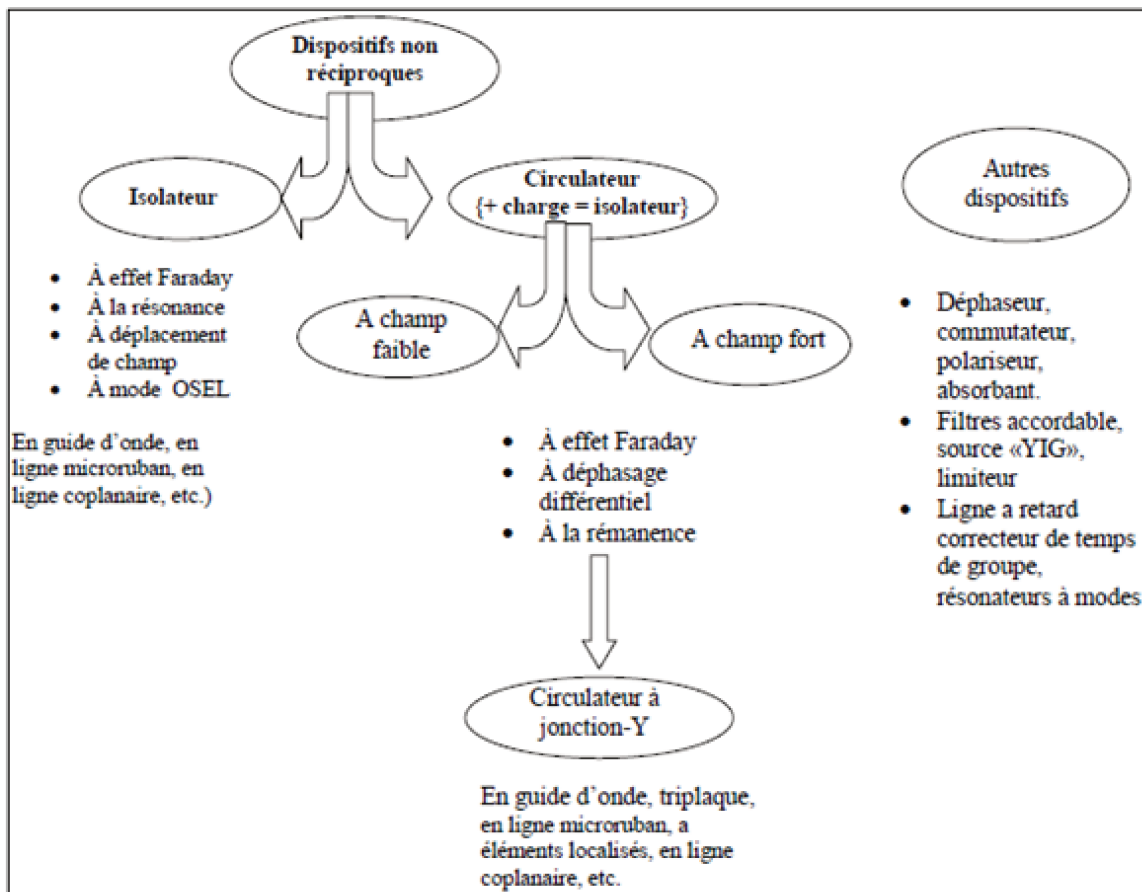 Dispositifs non
réciproques
Isolateur
Circulateur
{+ charge = isolateur}
Autres
dispositifs
• À effet Faraday
• À la résonance
• À déplacement
de champ
• À mode OSEL
En guide d’onde, en
ligne microruban, en
ligne coplanaire, etc.)
A champ
faible
A champ fort
• À effet Faraday
• À déphasage
différentiel
• À la rémanence
• Déphaseur,
commutateur,
polariseur,
absorbant.
• Filtres accordable,
source «YIG»,
limiteur
• Ligne a retard
correcteur de temps
de groupe,
résonateurs à modes
Circulateur à
jonction-Y
En guide d’onde, triplaque,
en ligne microruban, a
éléments localisés, en ligne
coplanaire, etc.